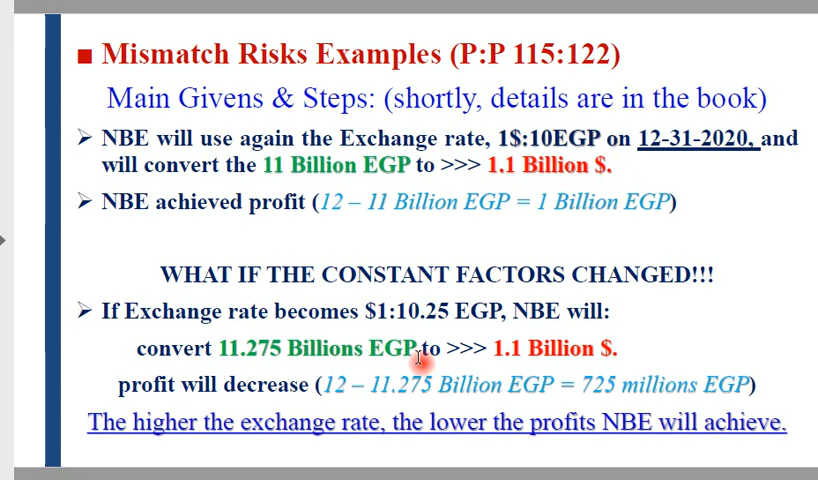 ■ Mismatch Risks Examples (P:P 115:122)
Main Givens & Steps: (shortly, details are in the book)
➢ NBE will use again the Exchange rate, 1$:10EGP on 12-31-2020, and
will convert the 11 Billion EGP to >>> 1.1 Billion $.
➢ NBE achieved profit (12 – 11 Billion EGP = 1 Billion EGP)
WHAT IF THE CONSTANT FACTORS CHANGED!!!
➢ If Exchange rate becomes $1:10.25 EGP, NBE will:
convert 11.275 Billions EGP to >>> 1.1 Billion $.
profit will decrease (12 – 11.275 Billion EGP = 725 millions EGP)
The higher the exchange rate, the lower the profits NBE will achieve.